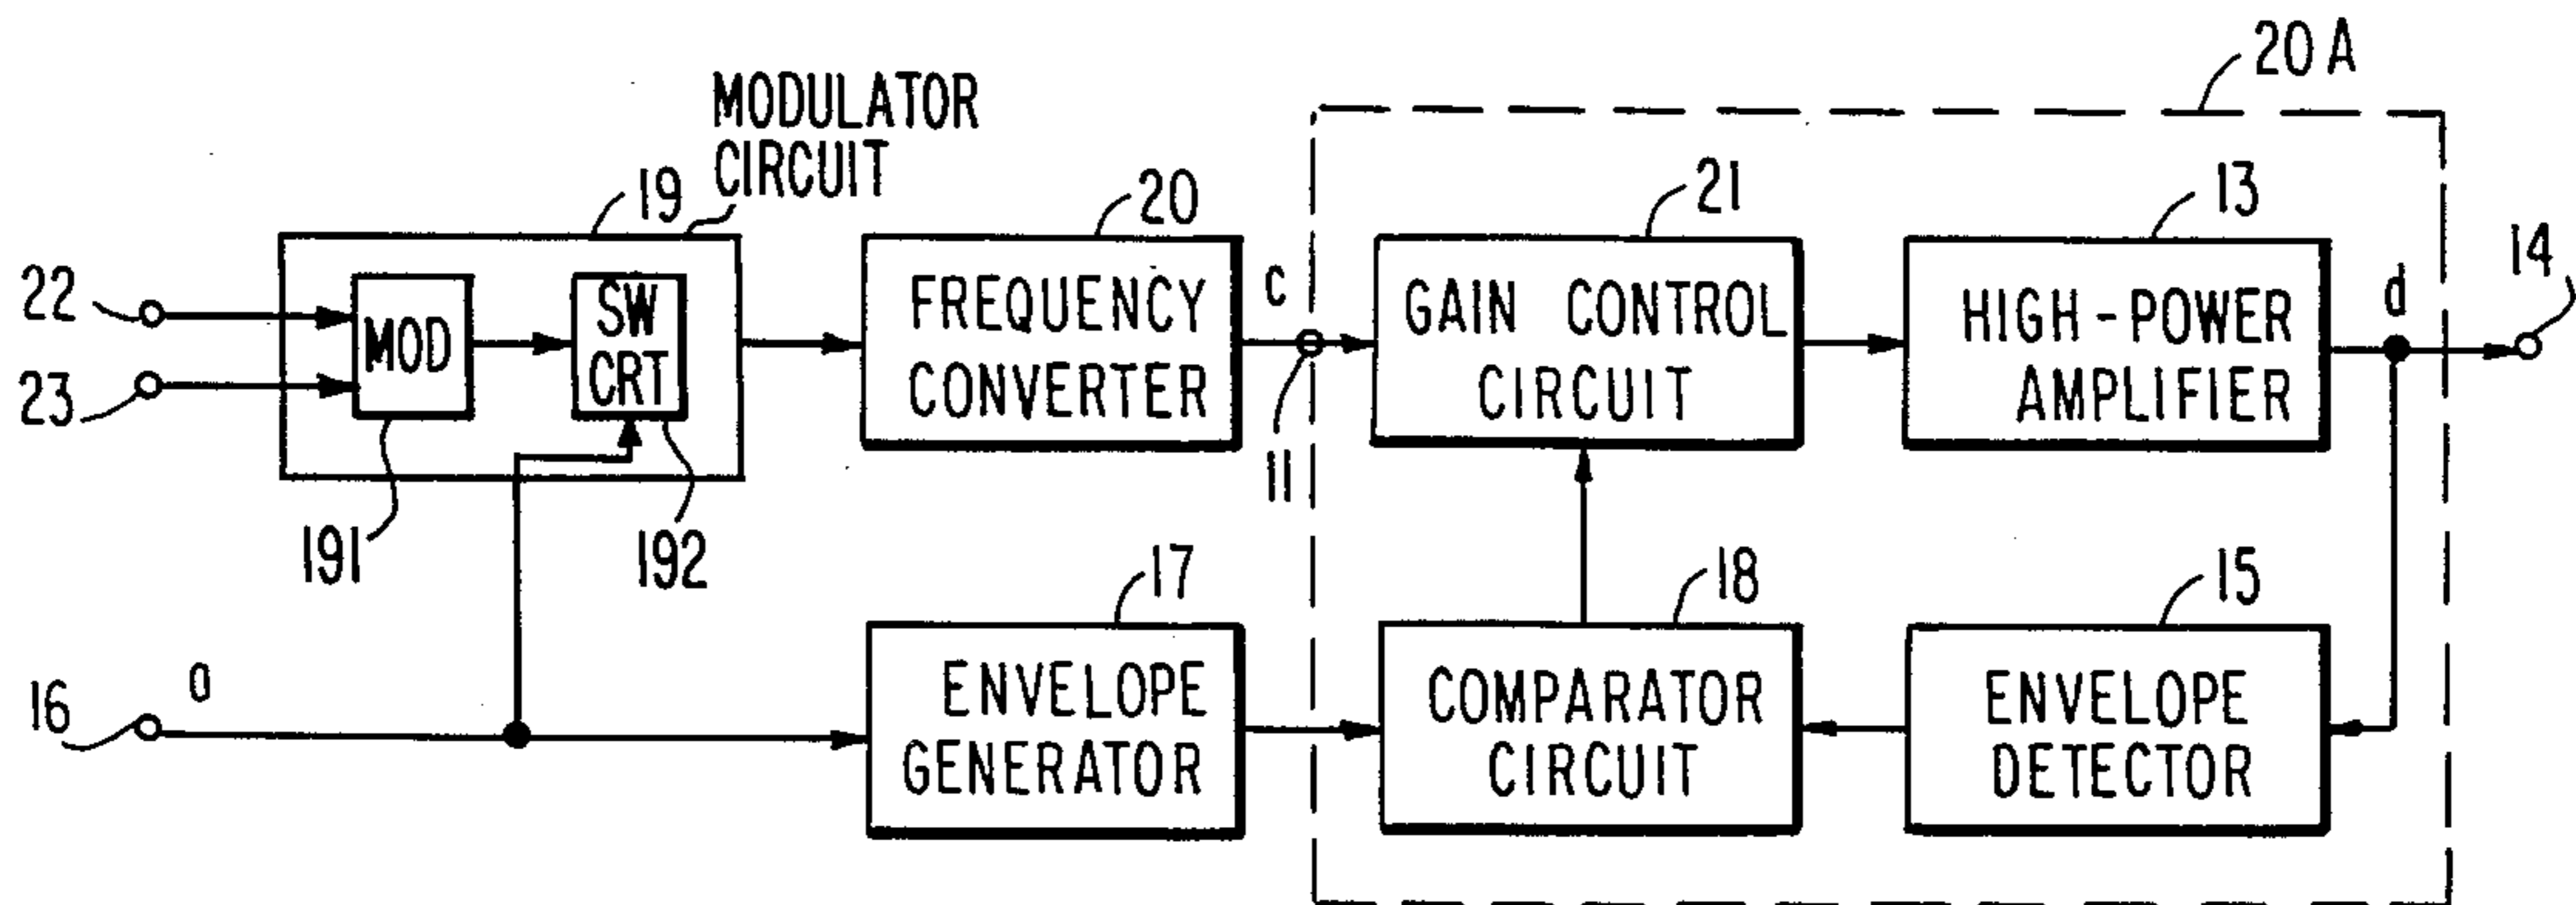 20 A
MODULATOR
CIRCUIT
19
20
21
13
14
22
23
MOD
SW
CRT
FREQUENCY
CONVERTER
c
11
GAIN CONTROL
CIRCUIT
HIGH-POWER
AMPLIFIER
d
191
192
17
18
15
16
a
ENVELOPE
GENERATOR
COMPARATOR
CIRCUIT
ENVELOPE
DETECTOR